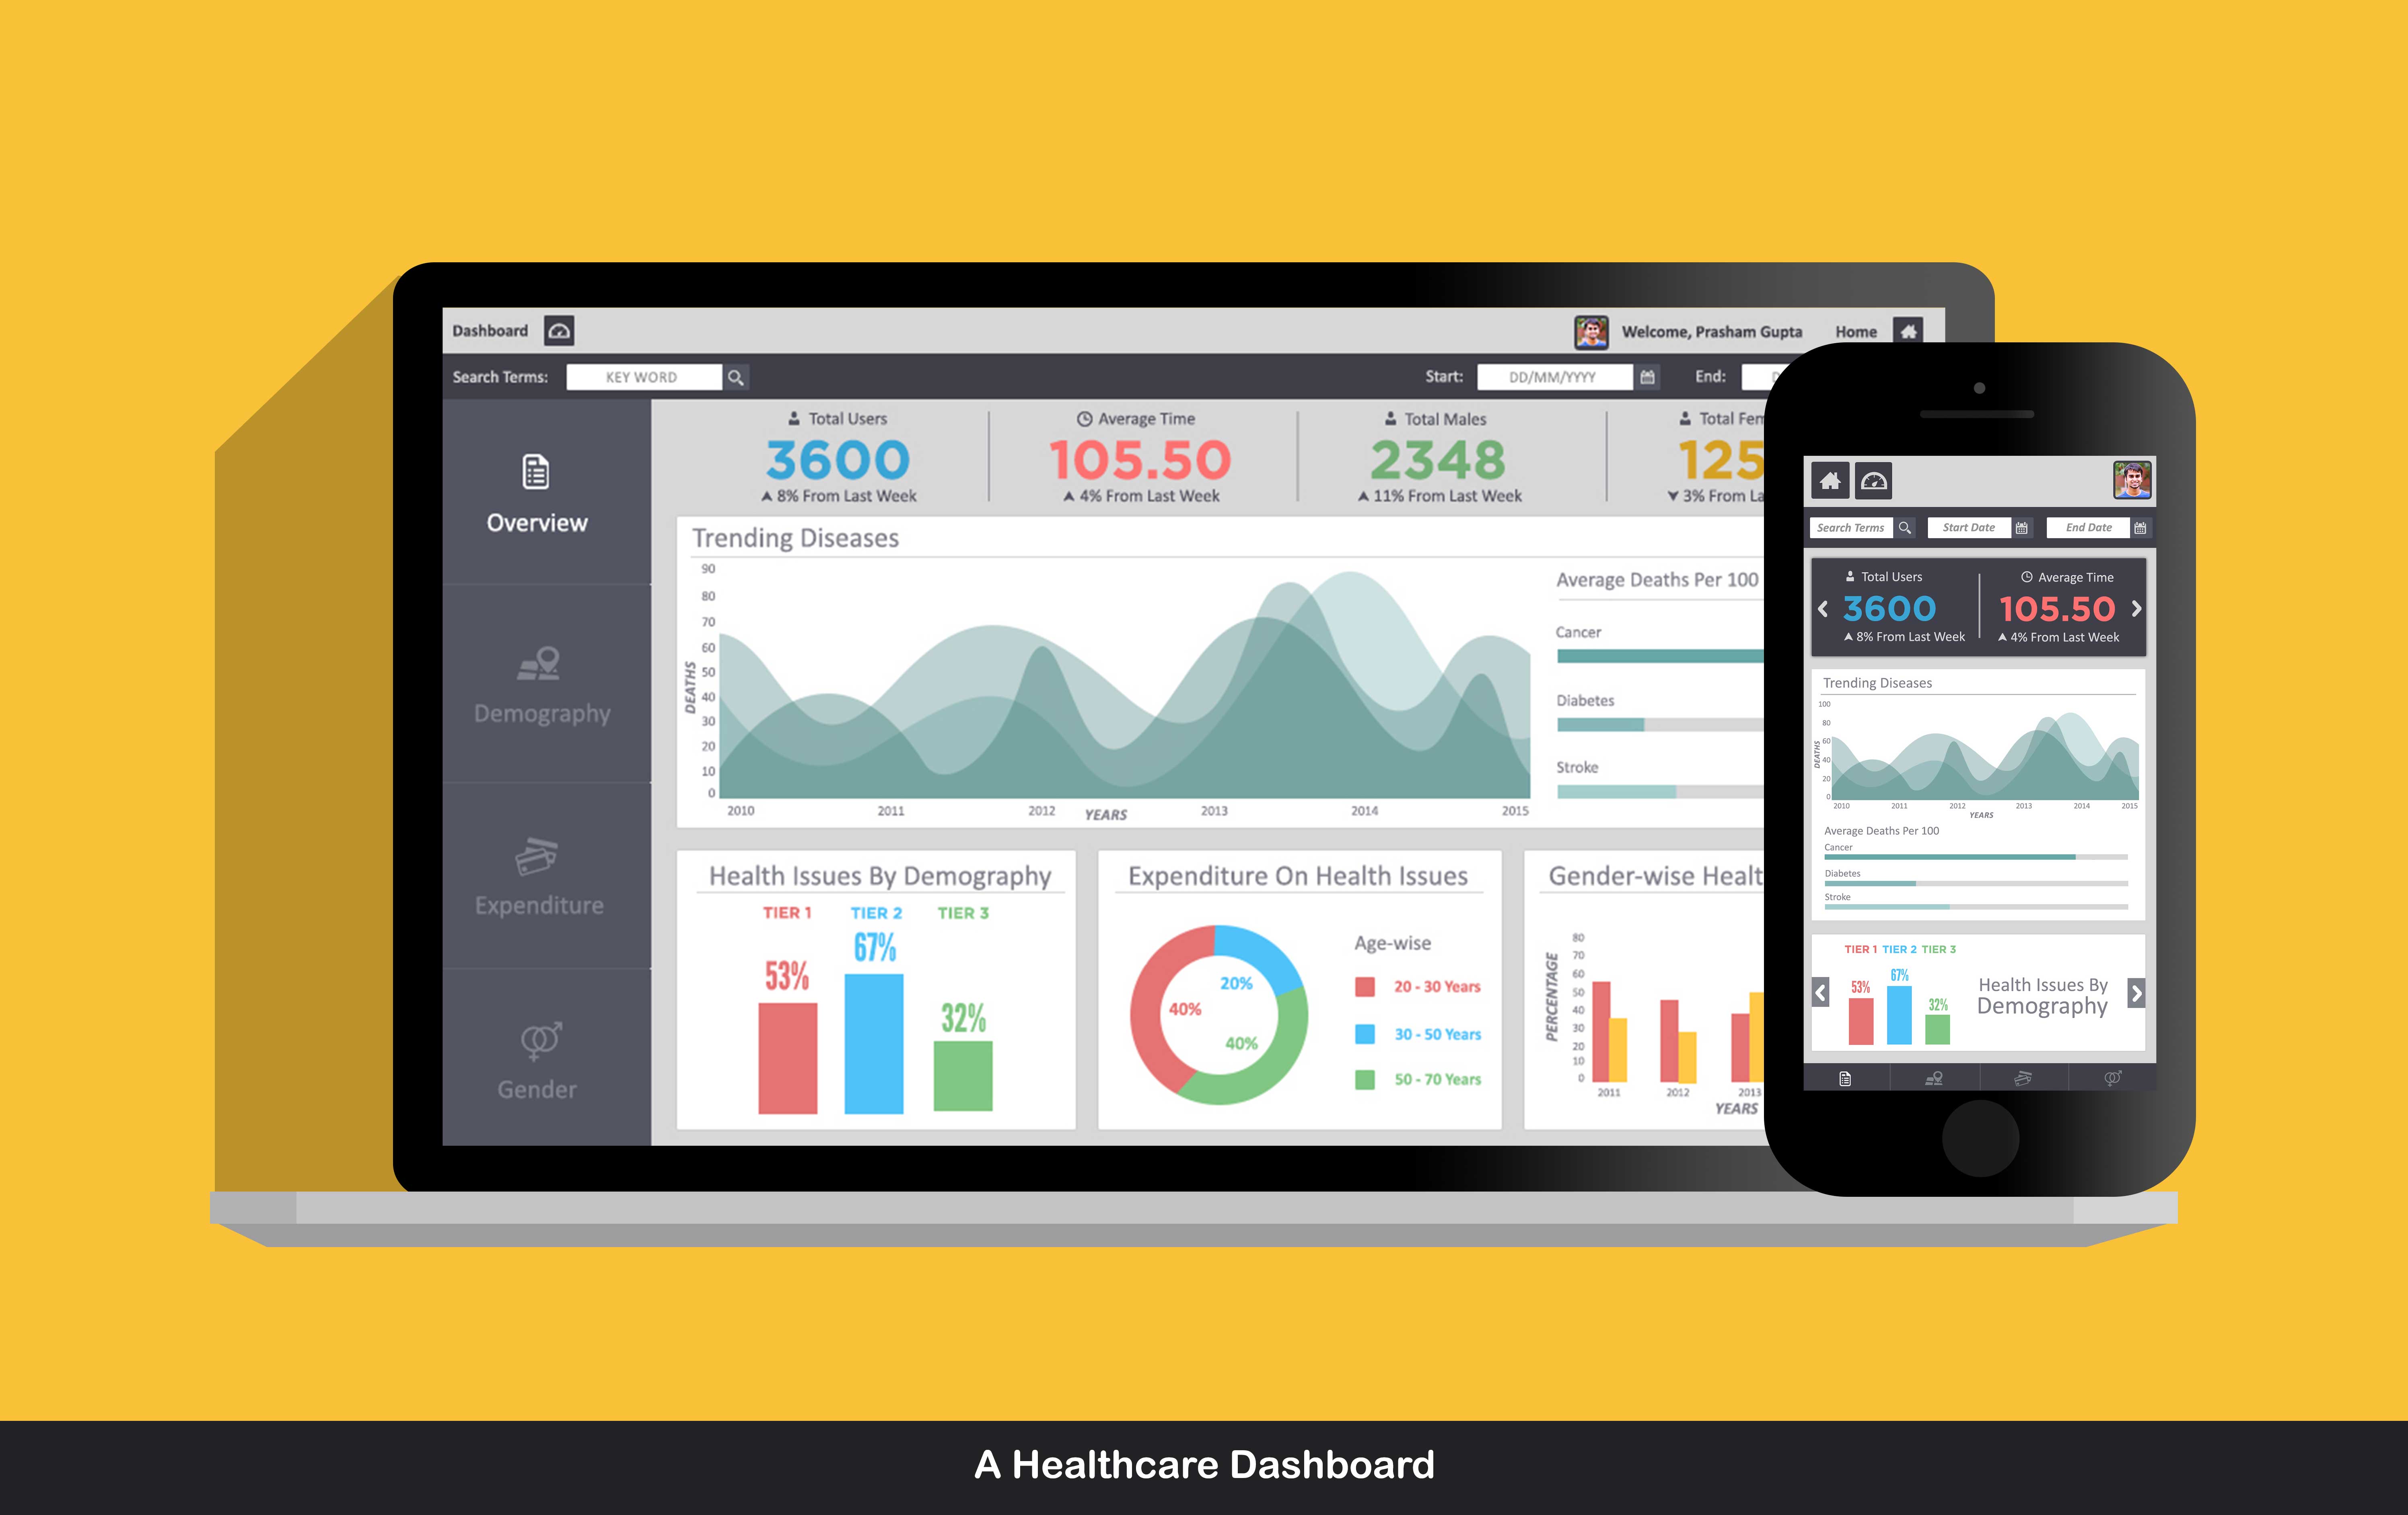 Dashboard
Welcome, Prasham Gupta
Home
Search Terms:
KEY WORD
Start:
DD/MM/YYYY
End:
Overview
Demography
Expenditure
Gender
Total Users
3600
8% From Last Week
Average Time
105.50
4% From Last Week
Total Males
2348
11% From Last Week
Total Fem
125
3% From La
Trending Diseases
90
80
70
60
50
40
30
20
10
0
DEATHS
2010 2011 2012 2013 2014 2015
YEARS
Average Deaths Per 100
Cancer
Diabetes
Stroke
Health Issues By Demography
TIER 1 TIER 2 TIER 3
53% 67% 32%
Expenditure On Health Issues
20%
40%
40%
Age-wise
20 - 30 Years
30 - 50 Years
50 - 70 Years
Gender-wise Healt
80
70
60
50
40
30
20
10
0
PERCENTAGE
2011 2012 2013
YEARS
Search Terms
Start Date
End Date
Total Users
3600
8% From Last Week
Average Time
105.50
4% From Last Week
Trending Diseases
100
80
60
40
20
0
DEATHS
2010 2011 2012 2013 2014 2015
YEARS
Average Deaths Per 100
Cancer
Diabetes
Stroke
TIER 1 TIER 2 TIER 3
53% 67% 32%
Health Issues By
Demography
A Healthcare Dashboard